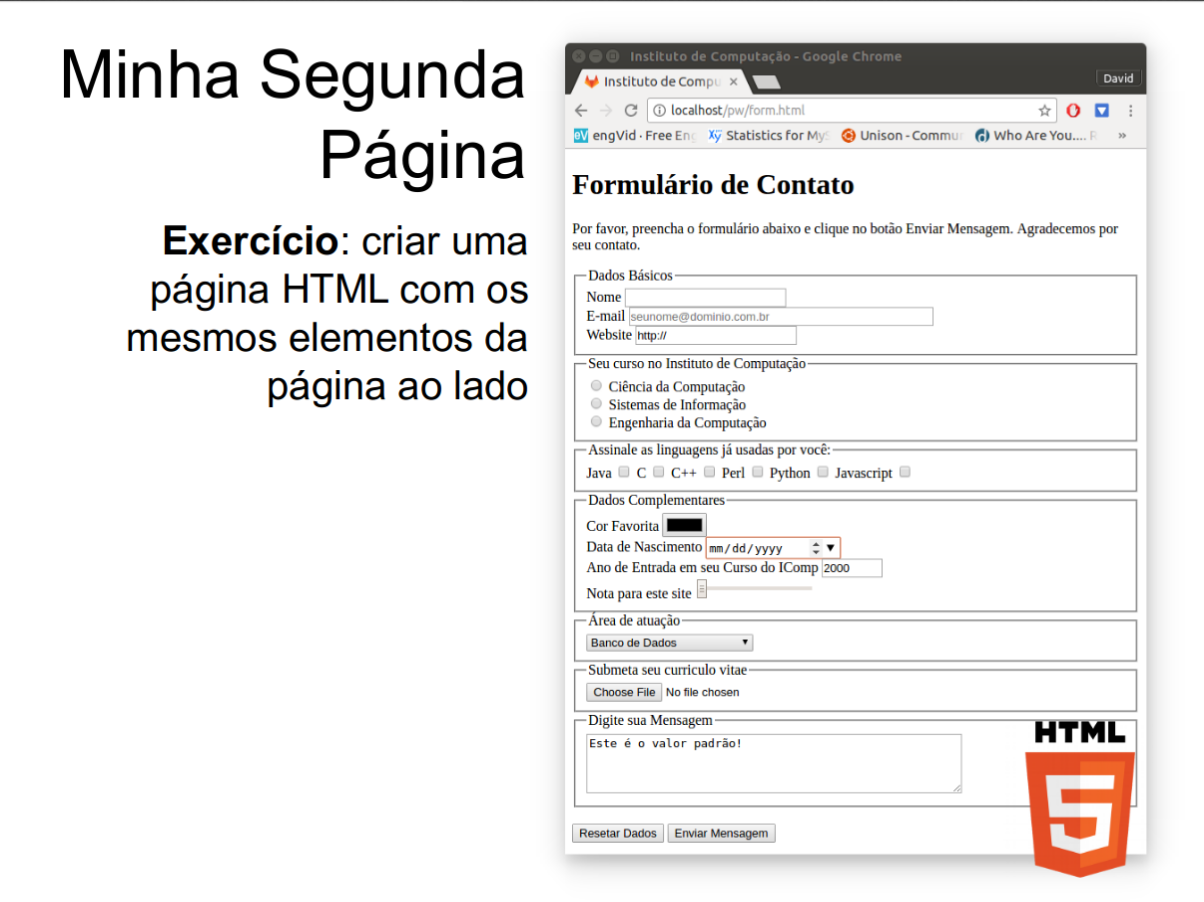 Minha Segunda
Página
Exercício: criar uma
página HTML com os
mesmos elementos da
página ao lado
Instituto de Computação - Google Chrome
Instituto de Compu
David
localhost/pw/form.html
engVid · Free Eng
Statistics for MyS
Unison - Commun
Who Are You.... R
»
Formulário de Contato
Por favor, preencha o formulário abaixo e clique no botão Enviar Mensagem. Agradecemos por
seu contato.
Dados Básicos
Nome
E-mail seunome@dominio.com.br
Website http://
Seu curso no Instituto de Computação
Ciência da Computação
Sistemas de Informação
Engenharia da Computação
Assinale as linguagens já usadas por você:
Java C C++ Perl Python Javascript
Dados Complementares
Cor Favorita
Data de Nascimento mm/dd/yyyy
Ano de Entrada em seu Curso do IComp 2000
Nota para este site
Área de atuação
Banco de Dados
Submeta seu curriculo vitae
Choose File No file chosen
Digite sua Mensagem
Este é o valor padrão!
HTML
5
Resetar Dados Enviar Mensagem